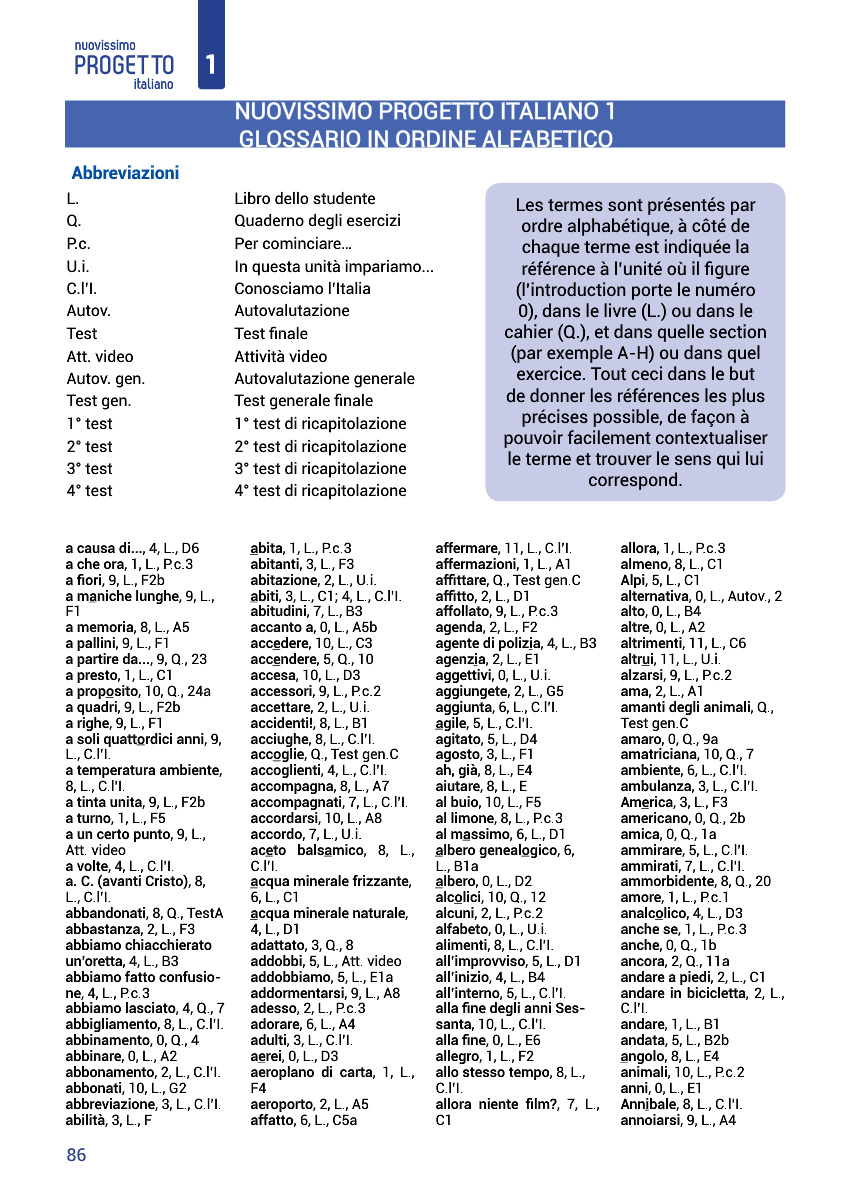 nuovissimo
PROGETTO
italiano
1
NUOVISSIMO PROGETTO ITALIANO 1
GLOSSARIO IN ORDINE ALFABETICO
Abbreviazioni
L. Libro dello studente
Q. Quaderno degli esercizi
P.c. Per cominciare...
U.i. In questa unità impariamo...
C.l'I. Conosciamo l'Italia
Autov. Autovalutazione
Test Test finale
Att. video Attività video
Autov. gen. Autovalutazione generale
Test gen. Test generale finale
1° test 1° test di ricapitolazione
2° test 2° test di ricapitolazione
3° test 3° test di ricapitolazione
4° test 4° test di ricapitolazione
Les termes sont présentés par
ordre alphabétique, à côté de
chaque terme est indiquée la
référence à l'unité où il figure
(l'introduction porte le numéro
0), dans le livre (L.) ou dans le
cahier (Q.), et dans quelle section
(par exemple A-H) ou dans quel
exercice. Tout ceci dans le but
de donner les références les plus
précises possible, de façon à
pouvoir facilement contextualiser
le terme et trouver le sens qui lui
correspond.
a causa di..., 4, L., D6
a che ora, 1, L., P.c.3
a fiori, 9, L., F2b
a maniche lunghe, 9, L.,
F1
a memoria, 8, L., A5
a pallini, 9, L., F1
a partire da..., 9, Q., 23
a presto, 1, L., C1
a proposito, 10, Q., 24a
a quadri, 9, L., F2b
a righe, 9, L., F1
a soli quattordici anni, 9,
L., C.l'I.
a temperatura ambiente,
8, L., C.l'I.
a tinta unita, 9, L., F2b
a turno, 1, L., F5
a un certo punto, 9, L.,
Att. video
a volte, 4, L., C.l'I.
a. C. (avanti Cristo), 8,
L., C.l'I.
abbandonati, 8, Q., TestA
abbastanza, 2, L., F3
abbiamo chiacchierato
un'oretta, 4, L., B3
abbiamo fatto confusio-
ne, 4, L., P.c.3
abbiamo lasciato, 4, Q., 7
abbigliamento, 8, L., C.l'I.
abbinamento, 0, Q., 4
abbinare, 0, L., A2
abbonamento, 2, L., C.l'I.
abbonati, 10, L., G2
abbreviazione, 3, L., C.l'I.
abilità, 3, L., F
abita, 1, L., P.c.3
abitanti, 3, L., F3
abitazione, 2, L., U.i.
abiti, 3, L., C1; 4, L., C.l'I.
abitudini, 7, L., B3
accanto a, 0, L., A5b
accedere, 10, L., C3
accendere, 5, Q., 10
accesa, 10, L., D3
accessori, 9, L., P.c.2
accettare, 2, L., U.i.
accidenti!, 8, L., B1
acciughe, 8, L., C.l'I.
accoglie, Q., Test gen.C
accoglienti, 4, L., C.l'I.
accompagna, 8, L., A7
accompagnati, 7, L., C.l'I.
accordarsi, 10, L., A8
accordo, 7, L., U.i.
aceto balsamico, 8, L.,
C.l'I.
acqua minerale frizzante,
6, L., C1
acqua minerale naturale,
4, L., D1
adattato, 3, Q., 8
addobbi, 5, L., Att. video
addobbiamo, 5, L., E1a
addormentarsi, 9, L., A8
adesso, 2, L., P.c.3
adorare, 6, L., A4
adulti, 3, L., C.l'I.
aerei, 0, L., D3
aeroplano di carta, 1, L.,
F4
aeroporto, 2, L., A5
affatto, 6, L., C5a
affermare, 11, L., C.l'I.
affermazioni, 1, L., A1
affittare, Q., Test gen.C
affitto, 2, L., D1
affollato, 9, L., P.c.3
agenda, 2, L., F2
agente di polizia, 4, L., B3
agenzia, 2, L., E1
aggettivi, 0, L., U.i.
aggiungete, 2, L., G5
aggiunta, 6, L., C.l'I.
agile, 5, L., C.l'I.
agitato, 5, L., D4
agosto, 3, L., F1
ah, già, 8, L., E4
aiutare, 8, L., E
al buio, 10, L., F5
al limone, 8, L., P.c.3
al massimo, 6, L., D1
albero genealogico, 6,
L., B1a
albero, 0, L., D2
alcolici, 10, Q., 12
alcuni, 2, L., P.c.2
alfabeto, 0, L., U.i.
alimenti, 8, L., C.l'I.
all'improvviso, 5, L., D1
all'inizio, 4, L., B4
all'interno, 5, L., C.l'I.
alla fine degli anni Ses-
santa, 10, L., C.l'I.
alla fine, 0, L., E6
allegro, 1, L., F2
allo stesso tempo, 8, L.,
C.l'I.
allora niente film?, 7, L.,
C1
allora, 1, L., P.c.3
almeno, 8, L., C1
Alpi, 5, L., C1
alternativa, 0, L., Autov., 2
alto, 0, L., B4
altre, 0, L., A2
altrimenti, 11, L., C6
altrui, 11, L., U.i.
alzarsi, 9, L., P.c.2
ama, 2, L., A1
amanti degli animali, Q.,
Test gen.C
amaro, 0, Q., 9a
amatriciana, 10, Q., 7
ambiente, 6, L., C.l'I.
ambulanza, 3, L., C.l'I.
America, 3, L., F3
americano, 0, Q., 2b
amica, 0, Q., 1a
ammirare, 5, L., C.l'I.
ammirati, 7, L., C.l'I.
ammorbidente, 8, Q., 20
amore, 1, L., P.c.1
analcolico, 4, L., D3
anche se, 1, L., P.c.3
anche, 0, Q., 1b
ancora, 2, Q., 11a
andare a piedi, 2, L., C1
andare in bicicletta, 2, L.,
C.l'I.
andare, 1, L., B1
andata, 5, L., B2b
angolo, 8, L., E4
animali, 10, L., P.c.2
anni, 0, L., E1
Annibale, 8, L., C.l'I.
annoiarsi, 9, L., A4
86